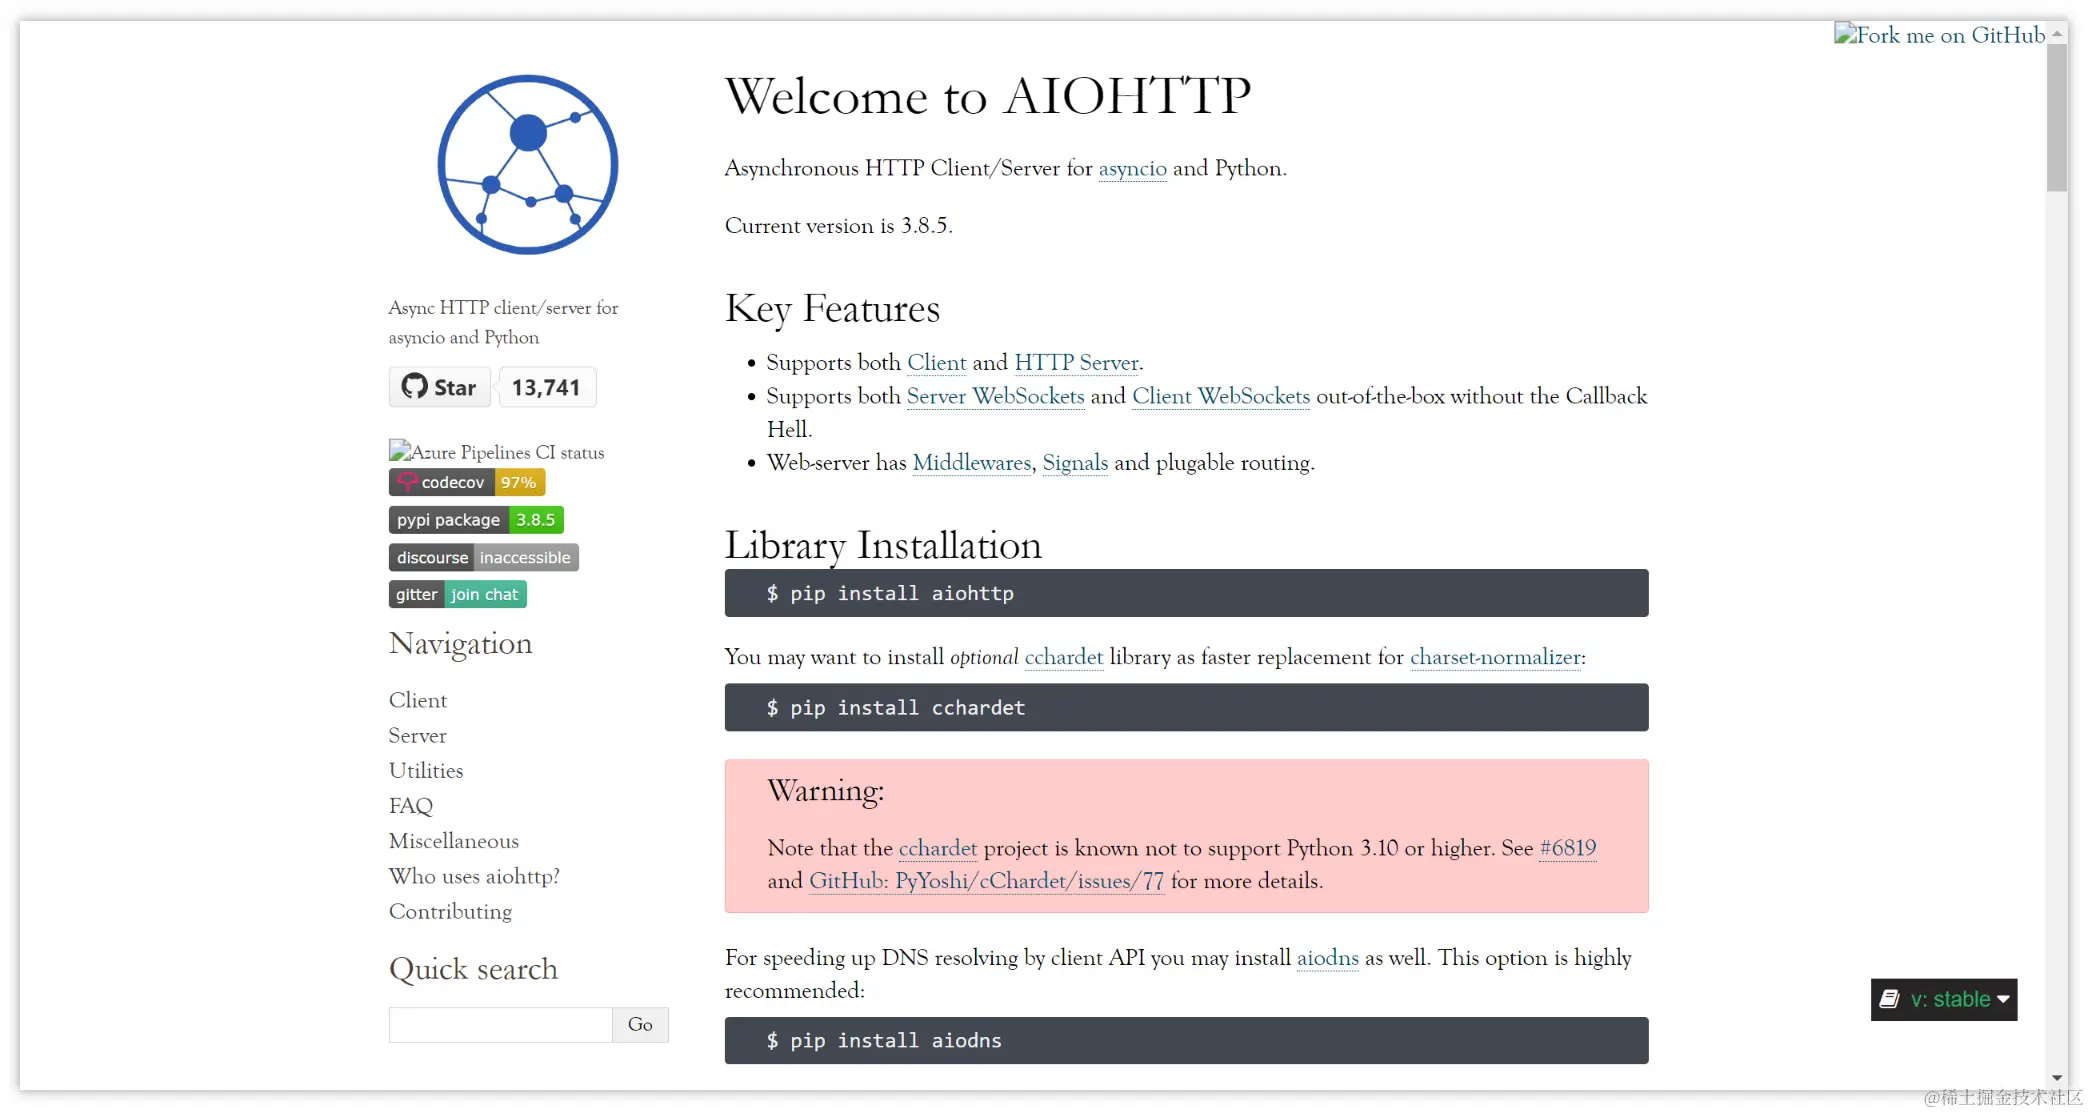 Fork me on GitHub
Async HTTP client/server for
asyncio and Python
Star 13,741
Azure Pipelines CI status
codecov 97%
pypi package 3.8.5
discourse inaccessible
gitter join chat
Navigation
Client
Server
Utilities
FAQ
Miscellaneous
Who uses aiohttp?
Contributing
Quick search
Go
Welcome to AIOHTTP
Asynchronous HTTP Client/Server for asyncio and Python.
Current version is 3.8.5.
Key Features
• Supports both Client and HTTP Server.
• Supports both Server WebSockets and Client WebSockets out-of-the-box without the Callback
Hell.
• Web-server has Middlewares, Signals and plugable routing.
Library Installation
$ pip install aiohttp
You may want to install optional cchardet library as faster replacement for charset-normalizer:
$ pip install cchardet
Warning:
Note that the cchardet project is known not to support Python 3.10 or higher. See #6819
and GitHub: PyYoshi/cChardet/issues/77 for more details.
For speeding up DNS resolving by client API you may install aiodns as well. This option is highly
recommended:
$ pip install aiodns
v: stable
@稀土掘金技术社区